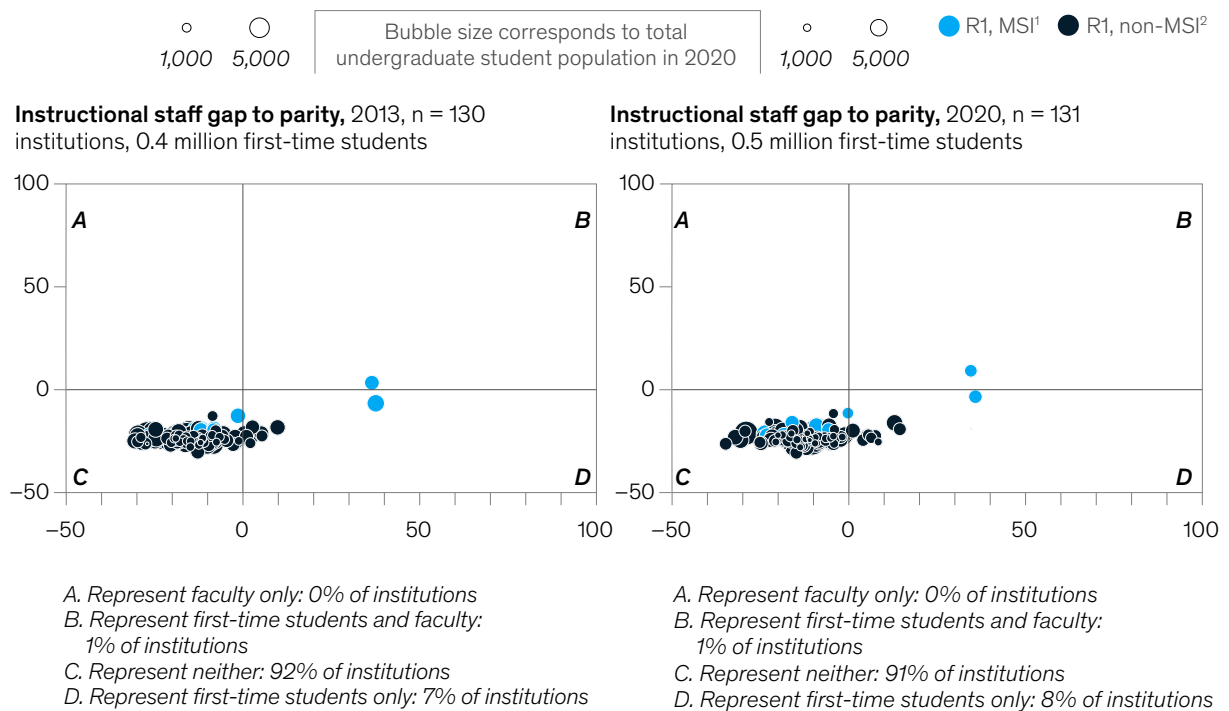 1,000 5,000
Bubble size corresponds to total
undergraduate student population in 2020
1,000 5,000
R1, MSI¹ R1, non-MSI²
Instructional staff gap to parity, 2013, n = 130
institutions, 0.4 million first-time students
100
50
0
−50
A B
C D
−50 0 50 100
A. Represent faculty only: 0% of institutions
B. Represent first-time students and faculty:
1% of institutions
C. Represent neither: 92% of institutions
D. Represent first-time students only: 7% of institutions
Instructional staff gap to parity, 2020, n = 131
institutions, 0.5 million first-time students
100
50
0
−50
A B
C D
−50 0 50 100
A. Represent faculty only: 0% of institutions
B. Represent first-time students and faculty:
1% of institutions
C. Represent neither: 91% of institutions
D. Represent first-time students only: 8% of institutions